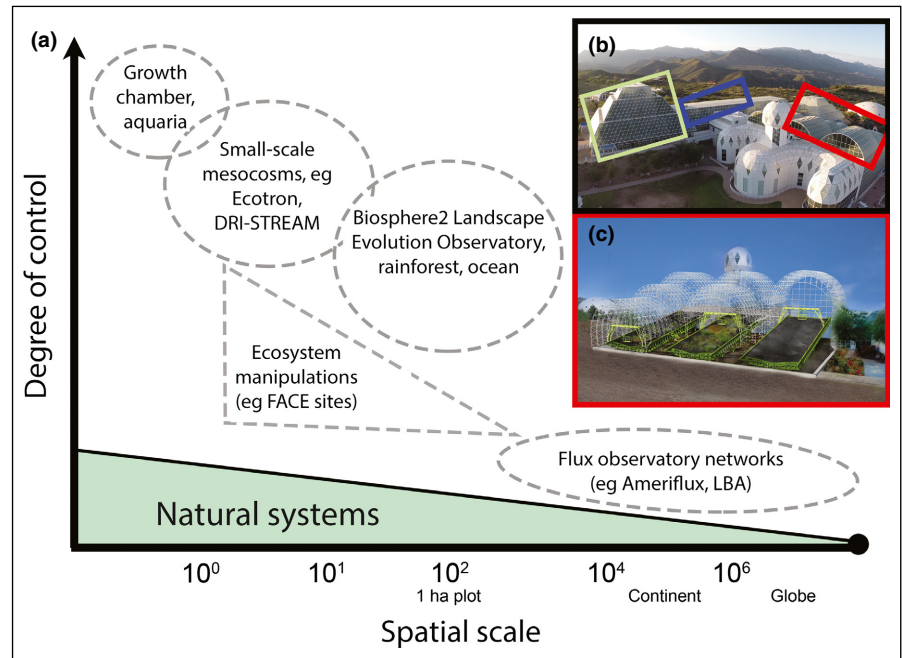 (a)
Degree of control
Growth
chamber,
aquaria
Small-scale
mesocosms, eg
Ecotron,
DRI-STREAM
Biosphere2 Landscape
Evolution Observatory,
rainforest, ocean
Ecosystem
manipulations
(eg FACE sites)
Flux observatory networks
(eg Ameriflux, LBA)
Natural systems
10⁰ 10¹ 10² 10⁴ 10⁶
1 ha plot Continent Globe
Spatial scale
(b)
(c)